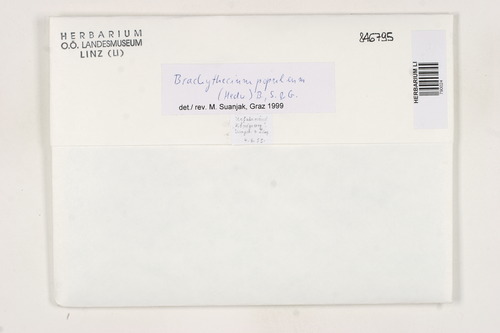 HERBARIUM
O.Ö. LANDESMUSEUM
LINZ (LI)
846795
Brachythecium populeum
(Hedw.) B., S. & G.
det./ rev. M. Suanjak, Graz 1999
HERBARIUM LI